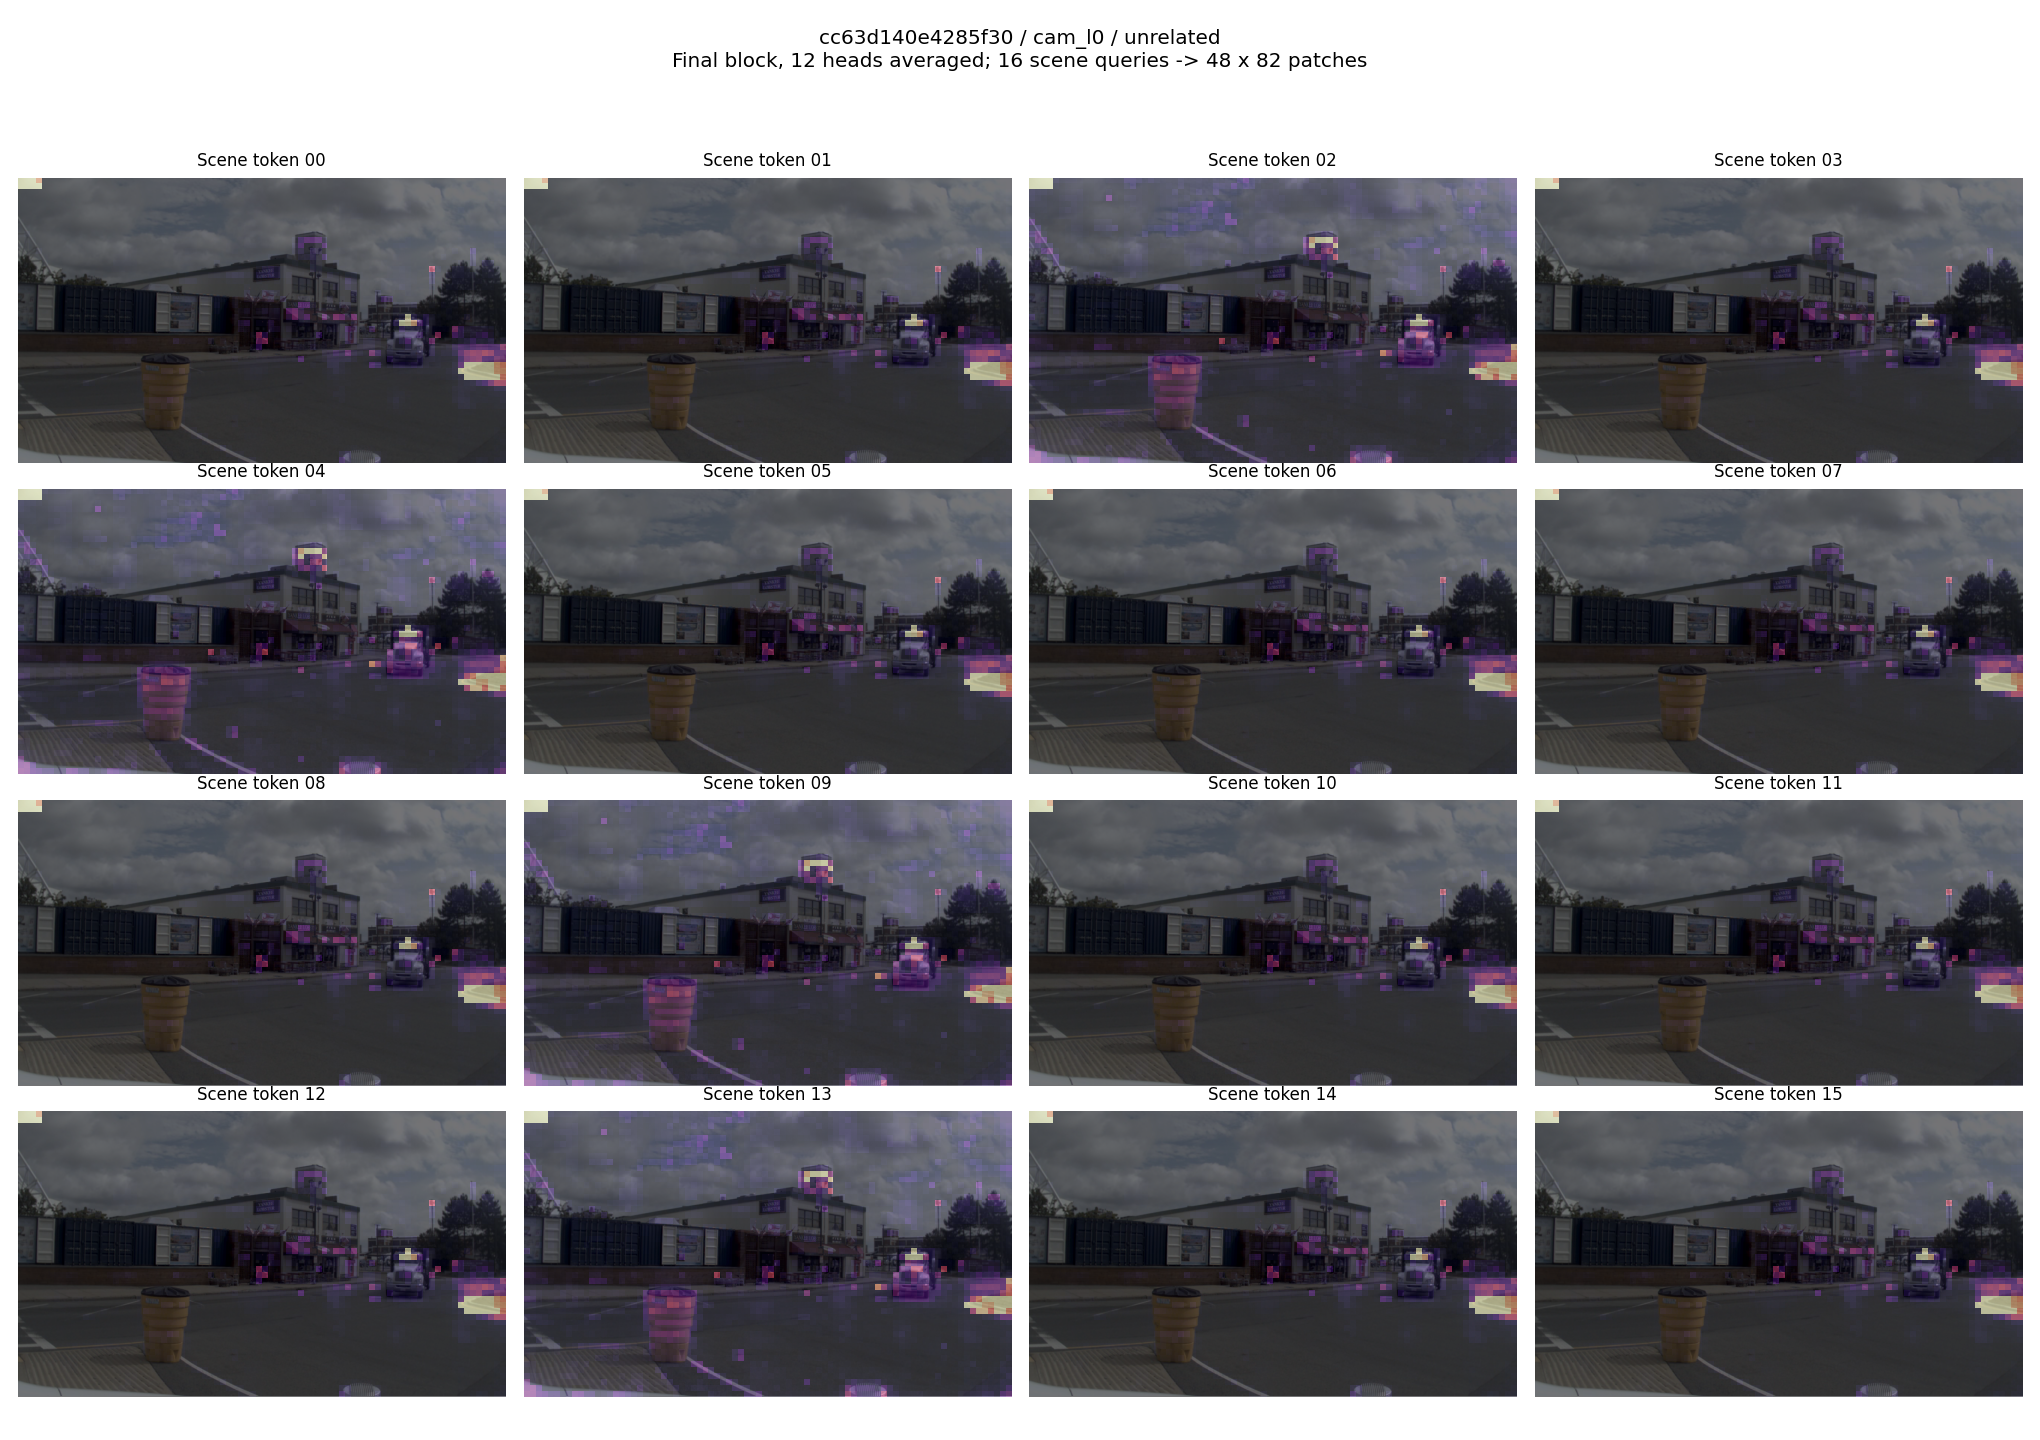 cc63d140e4285f30 / cam_l0 / unrelated
Final block, 12 heads averaged; 16 scene queries -> 48 x 82 patches
Scene token 00
Scene token 01
Scene token 02
Scene token 03
Scene token 04
Scene token 05
Scene token 06
Scene token 07
Scene token 08
Scene token 09
Scene token 10
Scene token 11
Scene token 12
Scene token 13
Scene token 14
Scene token 15